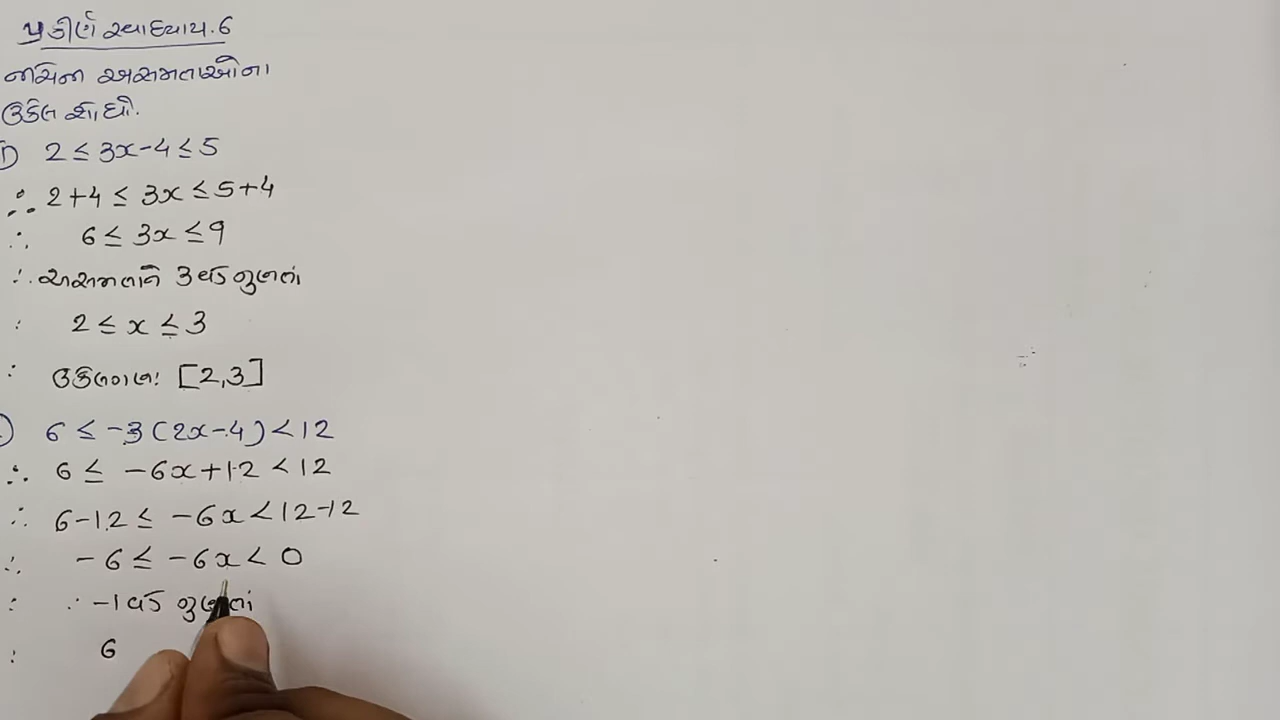 પ્રકીર્ણ સ્વાધ્યાય.6
નીચેના અસમતાઓના
ઉકેલ શોધો.
1) 2 ≤ 3x-4 ≤ 5
∴ 2+4 ≤ 3x ≤ 5+4
∴ 6 ≤ 3x ≤ 9
∴ અસમતાને 3 વડે ગુણતાં
: 2 ≤ x ≤ 3
: ઉકેલગણ: [2,3]
) 6 ≤ -3(2x-4) < 12
∴ 6 ≤ -6x+12 < 12
∴ 6-12 ≤ -6x < 12-12
∴ -6 ≤ -6x < 0
: ∴ -1 વડે ગુણતાં
: 6